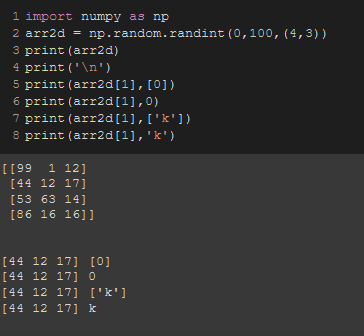 1 import numpy as np
2 arr2d = np.random.randint(0,100,(4,3))
3 print(arr2d)
4 print('\n')
5 print(arr2d[1],[0])
6 print(arr2d[1],0)
7 print(arr2d[1],['k'])
8 print(arr2d[1],'k')
[[99  1 12]
 [44 12 17]
 [53 63 14]
 [86 16 16]]
[44 12 17] [0]
[44 12 17] 0
[44 12 17] ['k']
[44 12 17] k